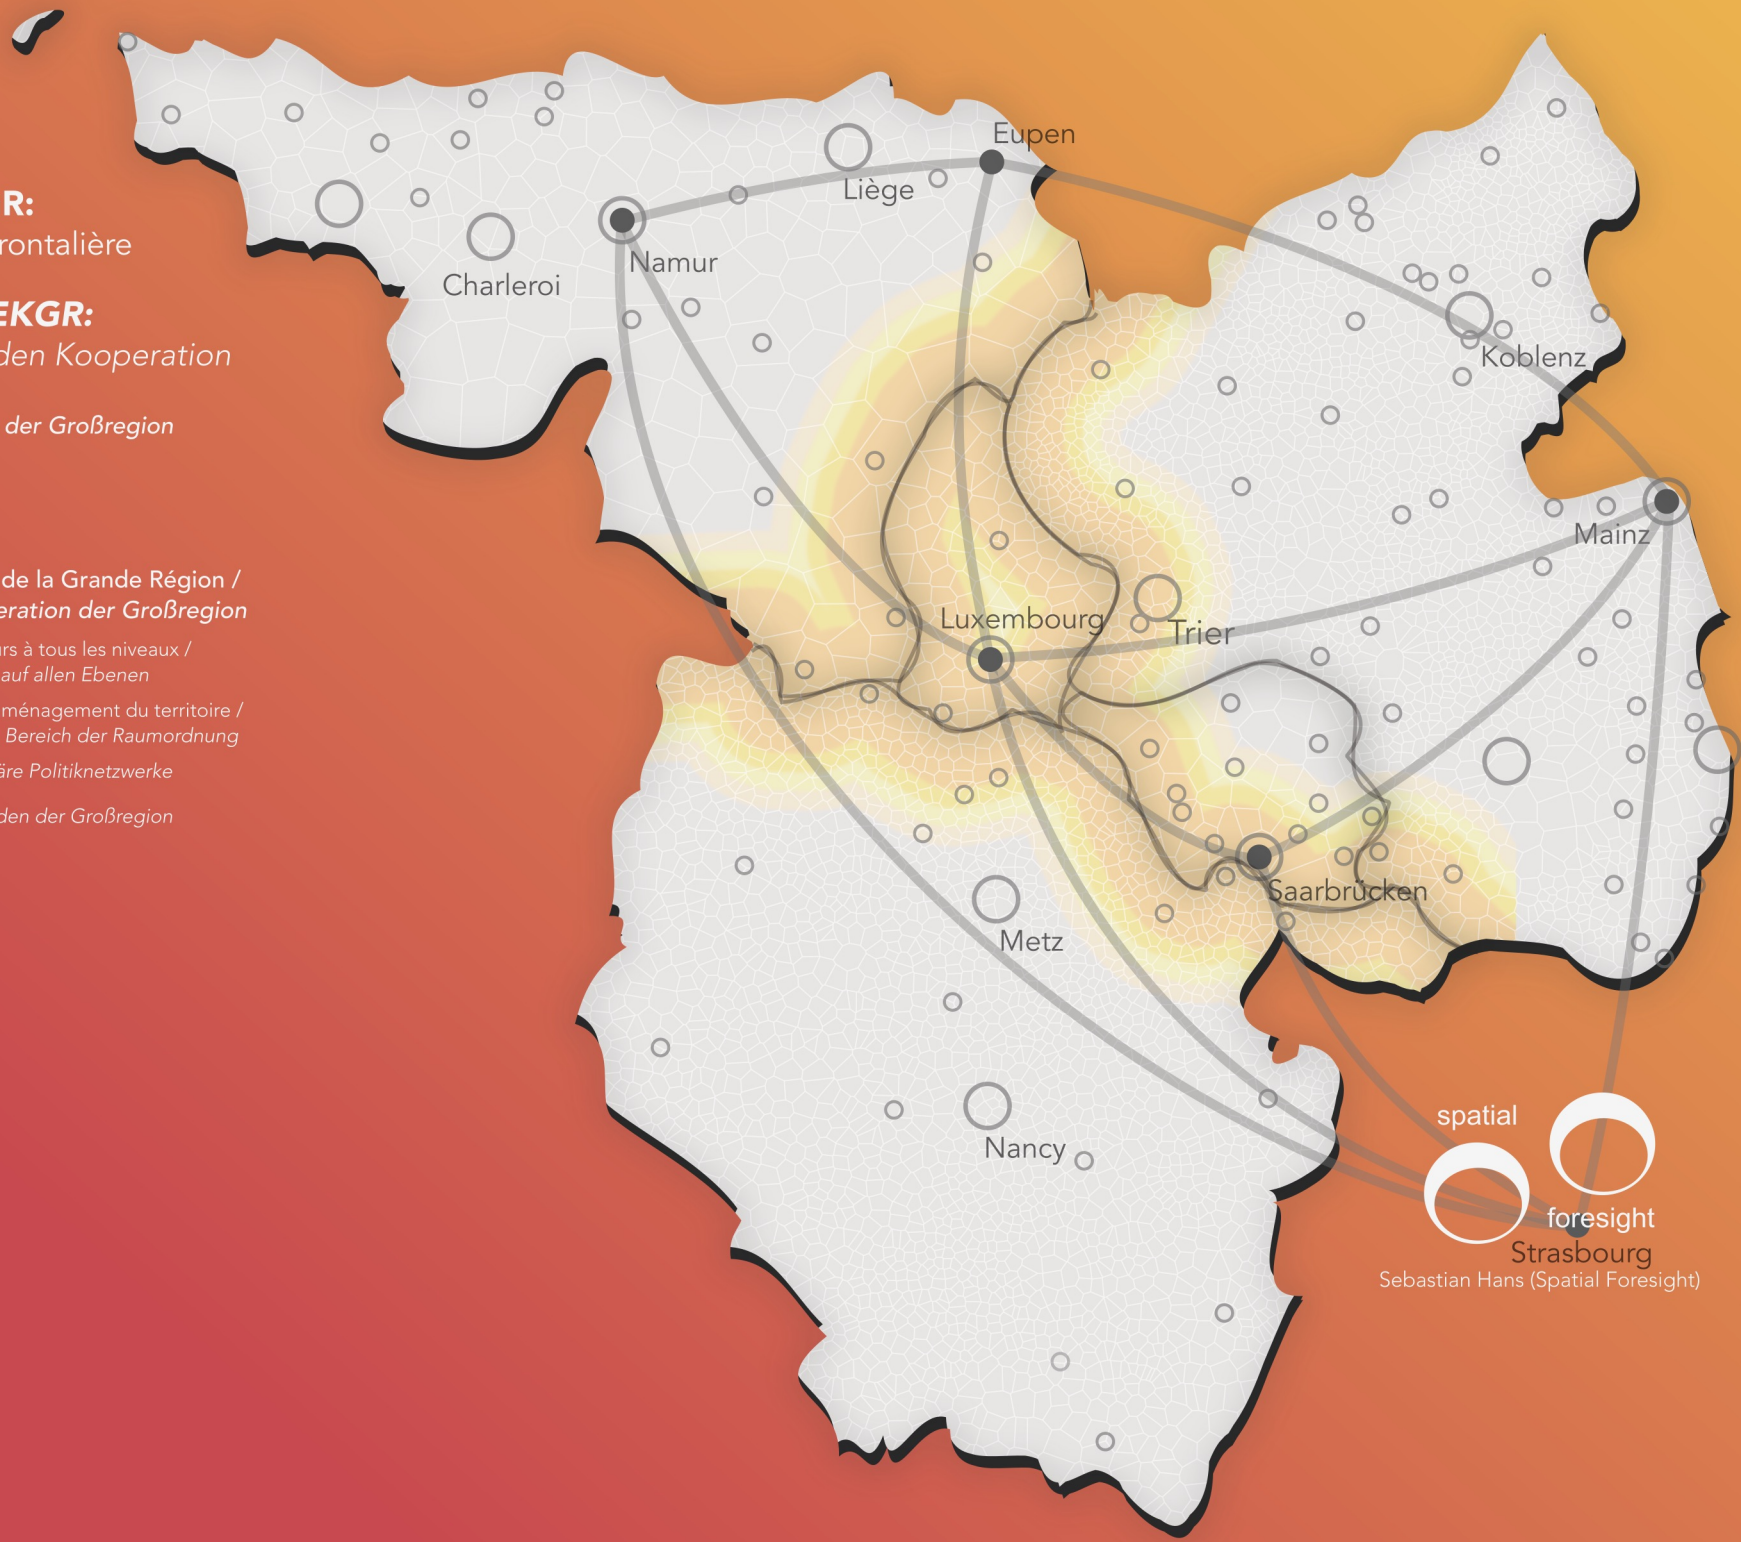 R:
rontalière
EKGR:
den Kooperation
der Großregion
de la Grande Région /
eration der Großregion
rs à tous les niveaux /
auf allen Ebenen
ménagement du territoire /
Bereich der Raumordnung
äre Politiknetzwerke
den der Großregion
Eupen
Liège
Namur
Charleroi
Koblenz
Mainz
Luxembourg
Trier
Saarbrücken
Metz
Nancy
spatial
foresight
Strasbourg
Sebastian Hans (Spatial Foresight)